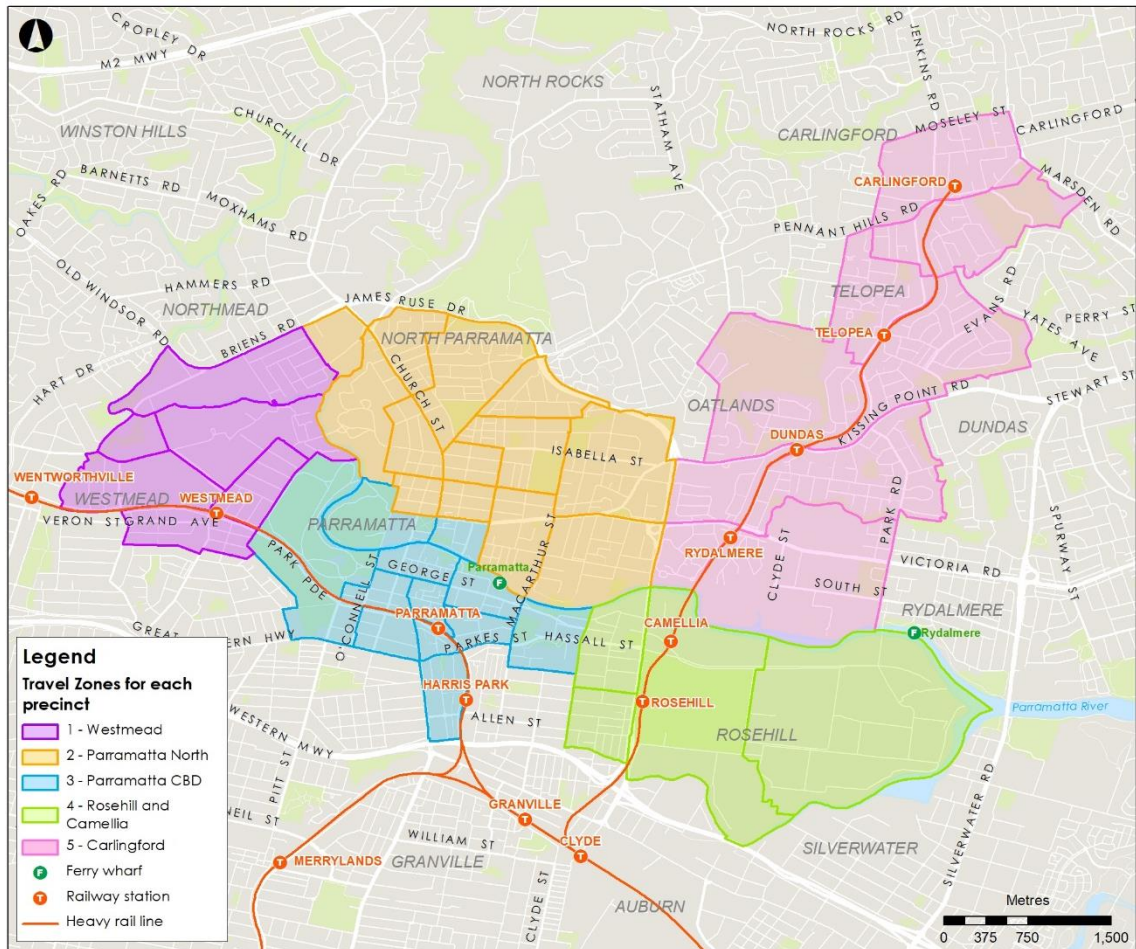 CROPLEY DR
M2 MWY
NORTH ROCKS RD
JENKINS RD
NORTH ROCKS
STATHAM AVE
CARLINGFORD
MOSELEY ST
CARLINGFORD
WINSTON HILLS
CHURCHILL DR
BARNETTS RD
MOXHAMS RD
OAKES RD
CARLINGFORD
MARSDEN RD
PENNANT HILLS RD
OLD WINDSOR RD
HAMMERS RD
NORTHMEAD
JAMES RUSE DR
TELOPEA
EVANS RD
PERRY ST
YATES AVE
BRIENS RD
NORTH PARRAMATTA
TELOPEA
HART DR
CHURCH ST
STEWART ST
OATLANDS
KISSING POINT RD
DUNDAS
DUNDAS
ISABELLA ST
WENTWORTHVILLE
WESTMEAD
WESTMEAD
VERON ST
GRAND AVE
PARRAMATTA
MACARTHUR ST
RYDALMERE
CLYDE ST
PARK RD
SPURWAY ST
VICTORIA RD
PARK PDE
O'CONNELL ST
GEORGE ST
Parramatta
SOUTH ST
RYDALMERE
Rydalmere
PARRAMATTA
PARKES ST
HASSALL ST
CAMELLIA
GREAT
ERN HWY
HARRIS PARK
ALLEN ST
ROSEHILL
ROSEHILL
Parramatta River
WESTERN MWY
PITT ST
NEIL ST
GRANVILLE
CLYDE
WILLIAM ST
MERRYLANDS
GRANVILLE
SILVERWATER
SILVERWATER RD
CLYDE ST
AUBURN
Legend
Travel Zones for each
precinct
1 - Westmead
2 - Parramatta North
3 - Parramatta CBD
4 - Rosehill and
Camellia
5 - Carlingford
F Ferry wharf
T Railway station
Heavy rail line
Metres
0 375 750 1,500